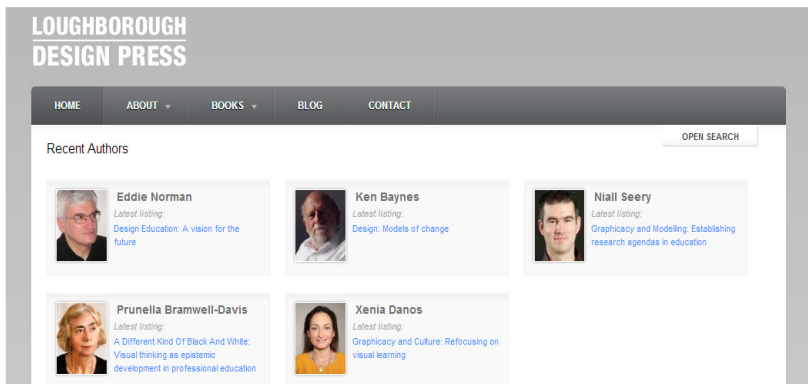 LOUGHBOROUGH
DESIGN PRESS
HOME ABOUT BOOKS BLOG CONTACT
OPEN SEARCH
Recent Authors
Eddie Norman
Latest listing:
Design Education: A vision for the
future
Ken Baynes
Latest listing:
Design: Models of change
Niall Seery
Latest listing:
Graphicacy and Modelling: Establishing
research agendas in education
Prunella Bramwell-Davis
Latest listing:
A Different Kind Of Black And White:
Visual thinking as epistemic
development in professional education
Xenia Danos
Latest listing:
Graphicacy and Culture: Refocusing on
visual learning